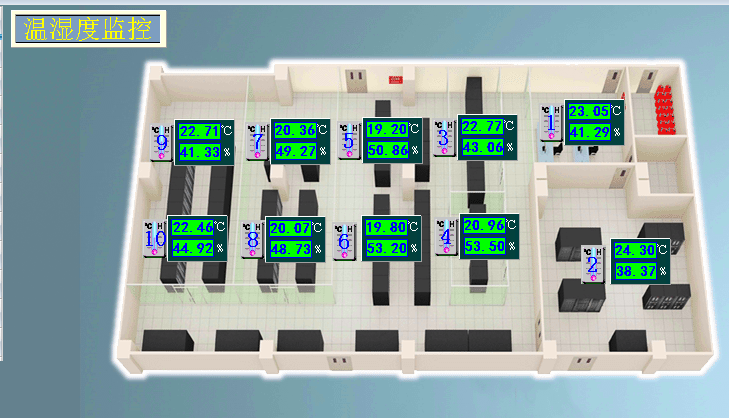 温湿度监控
℃ H 9 22.71 ℃
41.33 %
℃ H 7 20.36 ℃
49.27 %
℃ H 5 19.20 ℃
50.86 %
℃ H 3 22.77 ℃
43.06 %
℃ H 1 23.05 ℃
41.29 %
℃ H 10 22.46 ℃
44.92 %
℃ H 8 20.07 ℃
48.73 %
℃ H 6 19.80 ℃
53.20 %
℃ H 4 20.96 ℃
53.50 %
℃ H 2 24.30 ℃
38.37 %